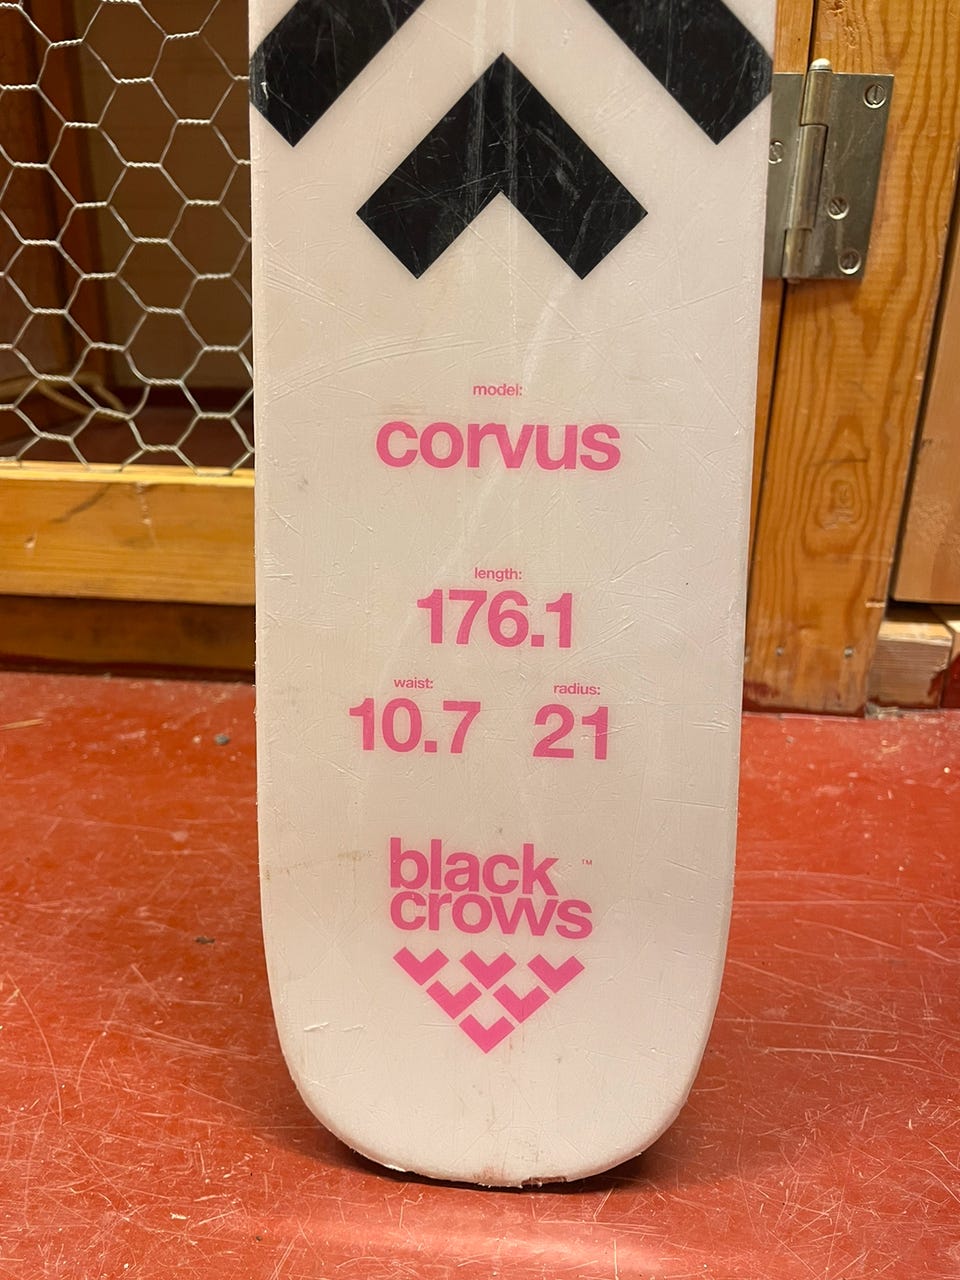 model:
corvus
length:
176.1
waist: radius:
10.7 21
black ™
crows